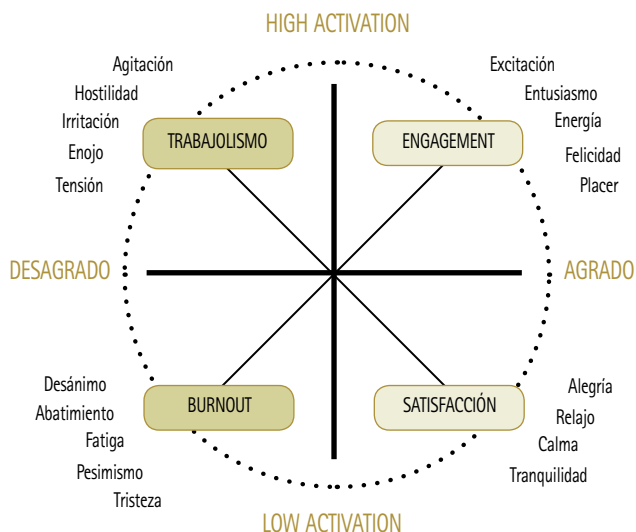 HIGH ACTIVATION
Agitación
Hostilidad
Irritación
Enojo
Tensión
TRABAJOLISMO
Excitación
Entusiasmo
Energía
Felicidad
Placer
ENGAGEMENT
DESAGRADO
AGRADO
Desánimo
Abatimiento
Fatiga
Pesimismo
Tristeza
BURNOUT
SATISFACCIÓN
Alegría
Relajo
Calma
Tranquilidad
LOW ACTIVATION